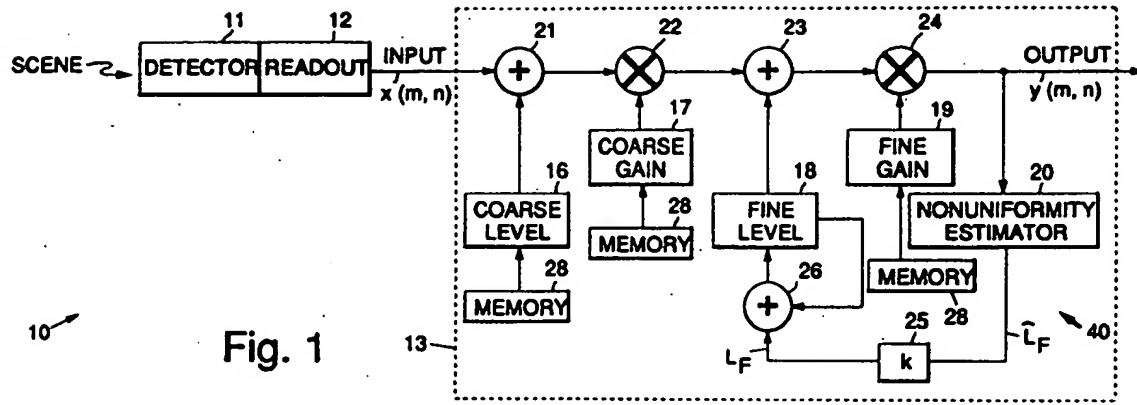 11
12
21
22
23
24
SCENE
DETECTOR
READOUT
INPUT
x (m, n)
+
X
+
X
OUTPUT
y (m, n)
17
COARSE
GAIN
19
FINE
GAIN
16
COARSE
LEVEL
28
MEMORY
18
FINE
LEVEL
20
NONUNIFORMITY
ESTIMATOR
28
MEMORY
26
+
MEMORY
28
10
Fig. 1
13
L_F
25
k
L̂_F
40